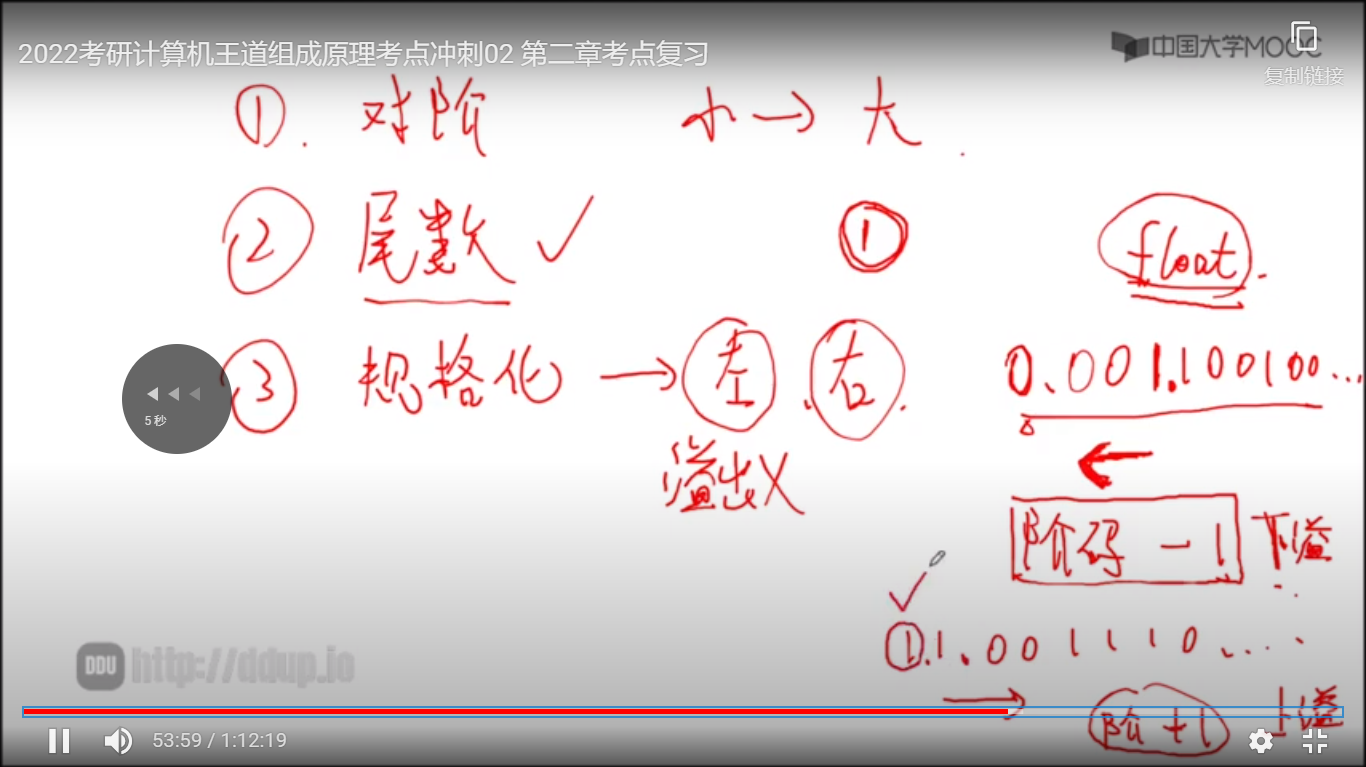 2022考研计算机王道组成原理考点冲刺02 第二章考点复习
中国大学MOOC
复制链接
①. 对阶 小→大.
② 尾数 ✓ ①
float.
③ 规格化 → 左.右.
0.001.100100...
5 秒
溢出X
←
阶码 -1 下溢
✓
①.1.0011110....
DDU http://ddup.io
→ 阶+1 上溢
53:59 / 1:12:19